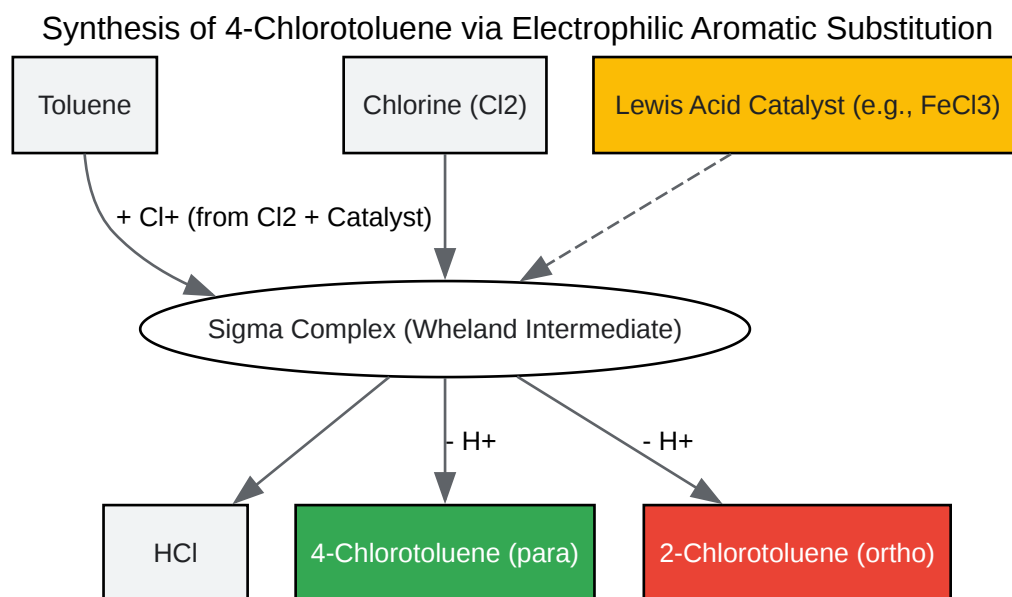 Synthesis of 4-Chlorotoluene via Electrophilic Aromatic Substitution
Toluene
Chlorine (Cl2)
Lewis Acid Catalyst (e.g., FeCl3)
+ Cl+ (from Cl2 + Catalyst)
Sigma Complex (Wheland Intermediate)
- H+
- H+
HCl
4-Chlorotoluene (para)
2-Chlorotoluene (ortho)